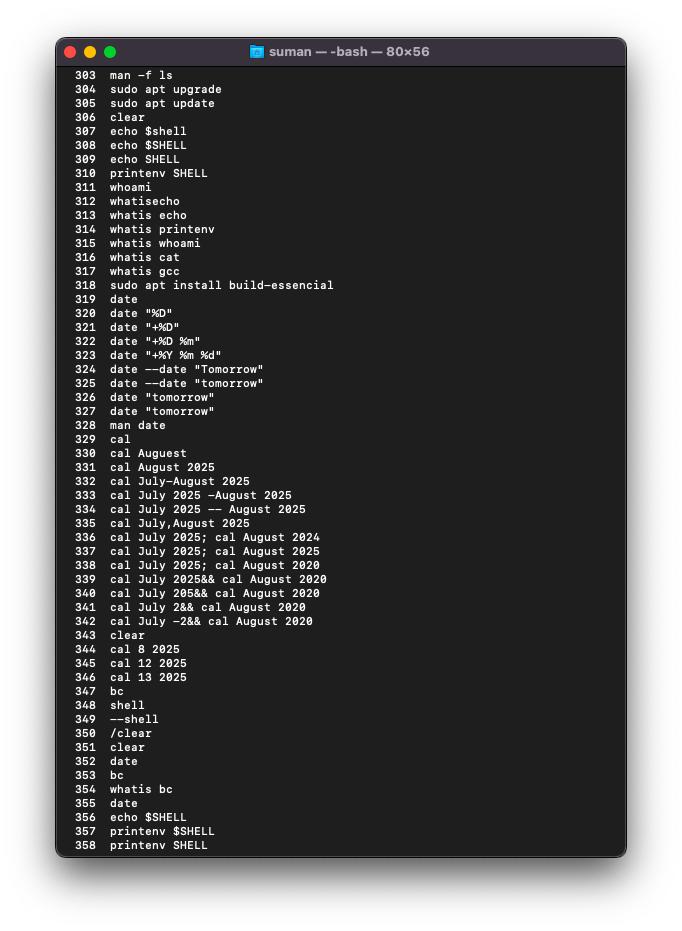 suman — -bash — 80×56
303 man -f ls
304 sudo apt upgrade
305 sudo apt update
306 clear
307 echo $shell
308 echo $SHELL
309 echo SHELL
310 printenv SHELL
311 whoami
312 whatisecho
313 whatis echo
314 whatis printenv
315 whatis whoami
316 whatis cat
317 whatis gcc
318 sudo apt install build-essencial
319 date
320 date "%D"
321 date "+%D"
322 date "+%D %m"
323 date "+%Y %m %d"
324 date --date "Tomorrow"
325 date --date "tomorrow"
326 date "tomorrow"
327 date "tomorrow"
328 man date
329 cal
330 cal Auguest
331 cal August 2025
332 cal July-August 2025
333 cal July 2025 -August 2025
334 cal July 2025 -- August 2025
335 cal July,August 2025
336 cal July 2025; cal August 2024
337 cal July 2025; cal August 2025
338 cal July 2025; cal August 2020
339 cal July 2025&& cal August 2020
340 cal July 205&& cal August 2020
341 cal July 2&& cal August 2020
342 cal July -2&& cal August 2020
343 clear
344 cal 8 2025
345 cal 12 2025
346 cal 13 2025
347 bc
348 shell
349 --shell
350 /clear
351 clear
352 date
353 bc
354 whatis bc
355 date
356 echo $SHELL
357 printenv $SHELL
358 printenv SHELL